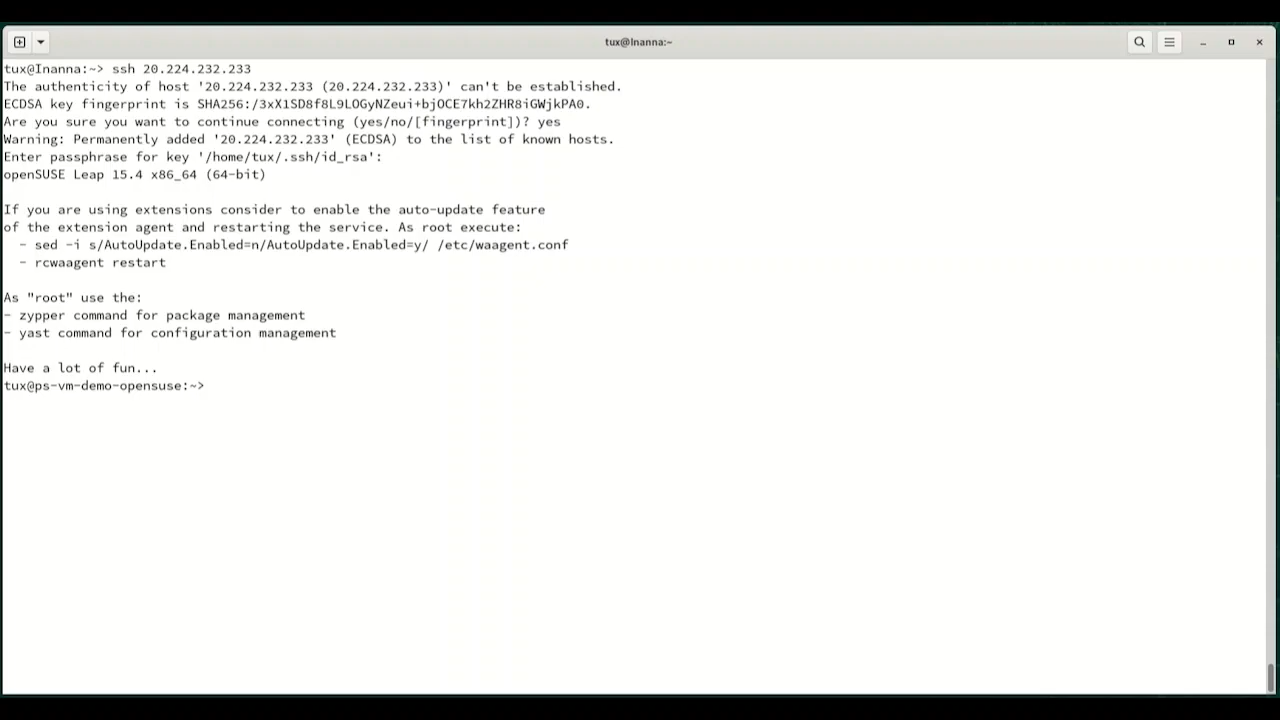 tux@Inanna:~
tux@Inanna:~> ssh 20.224.232.233
The authenticity of host '20.224.232.233 (20.224.232.233)' can't be established.
ECDSA key fingerprint is SHA256:/3xX1SD8f8L9LOGyNZeui+bjOCE7kh2ZHR8iGWjkPA0.
Are you sure you want to continue connecting (yes/no/[fingerprint])? yes
Warning: Permanently added '20.224.232.233' (ECDSA) to the list of known hosts.
Enter passphrase for key '/home/tux/.ssh/id_rsa':
openSUSE Leap 15.4 x86_64 (64-bit)
If you are using extensions consider to enable the auto-update feature
of the extension agent and restarting the service. As root execute:
- sed -i s/AutoUpdate.Enabled=n/AutoUpdate.Enabled=y/ /etc/waagent.conf
- rcwaagent restart
As "root" use the:
- zypper command for package management
- yast command for configuration management
Have a lot of fun...
tux@ps-vm-demo-opensuse:~>